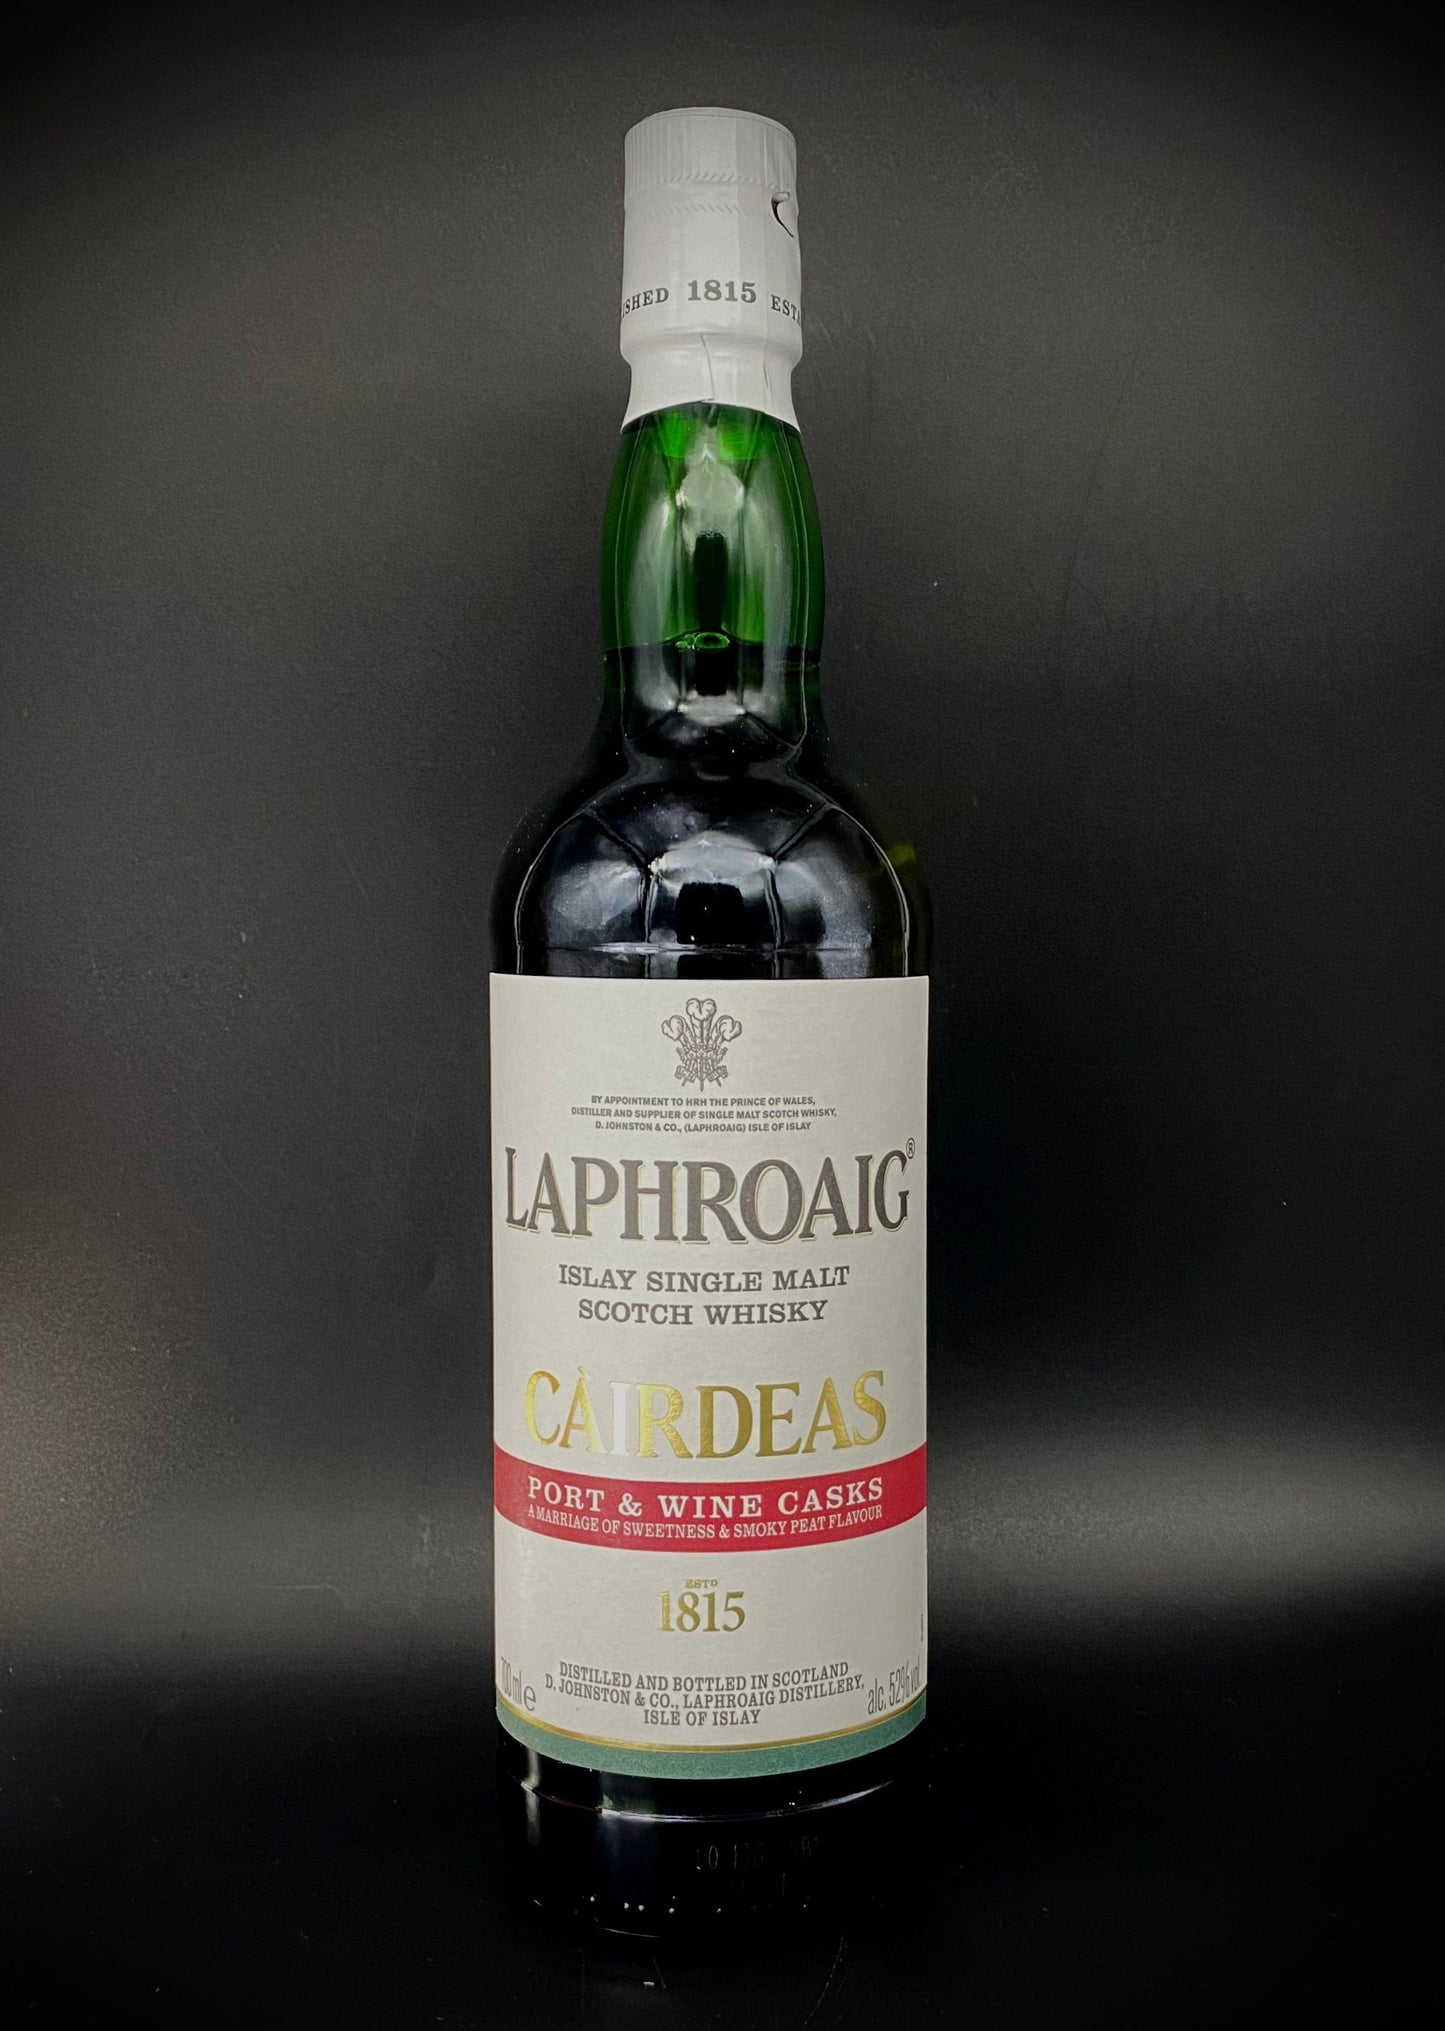 SHED 1815 ESTA
BY APPOINTMENT TO HRH THE PRINCE OF WALES,
DISTILLER AND SUPPLIER OF SINGLE MALT SCOTCH WHISKY,
D. JOHNSTON & CO., (LAPHROAIG) ISLE OF ISLAY
LAPHROAIG®
ISLAY SINGLE MALT
SCOTCH WHISKY
CÀIRDEAS
PORT & WINE CASKS
A MARRIAGE OF SWEETNESS & SMOKY PEAT FLAVOUR
ESTD
1815
DISTILLED AND BOTTLED IN SCOTLAND
D. JOHNSTON & CO., LAPHROAIG DISTILLERY,
ISLE OF ISLAY
700 ml e
alc. 52% vol